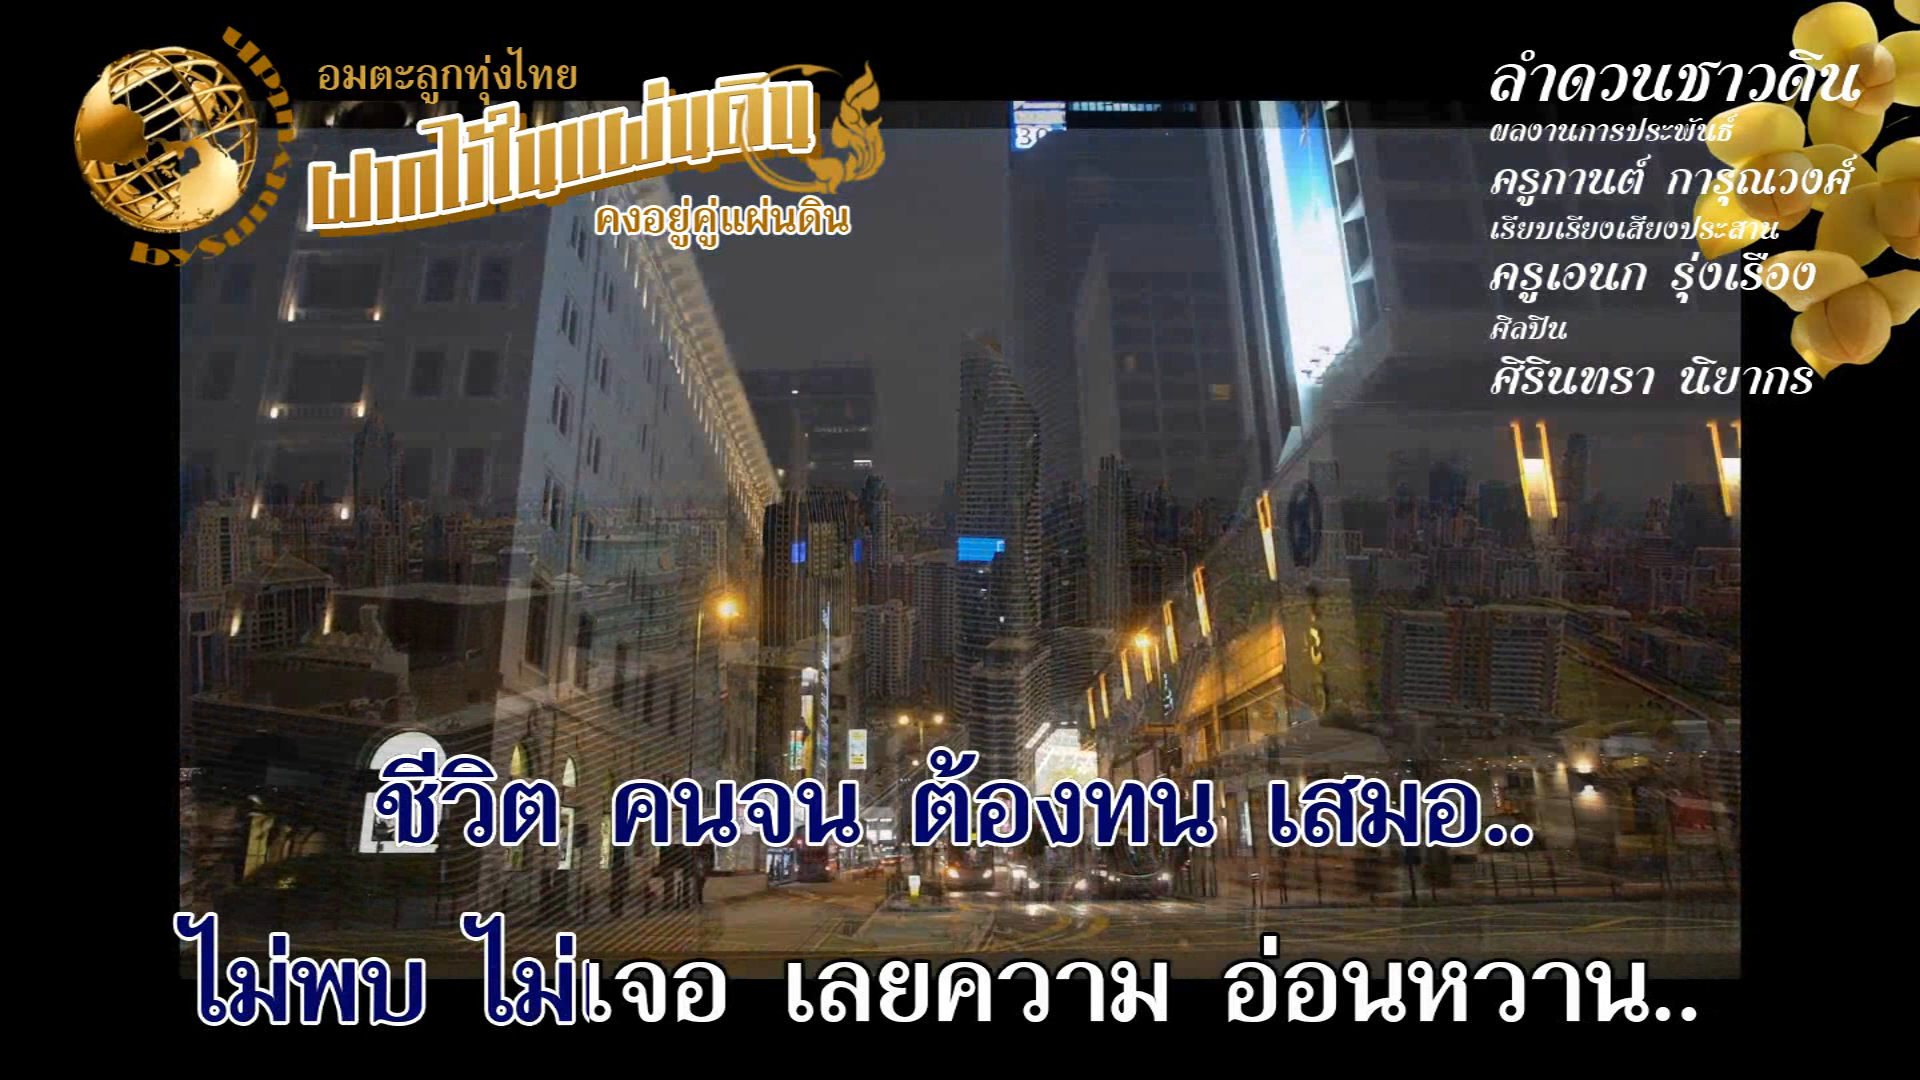 bySuntunudh
อมตะลูกทุ่งไทย
ฝากไว้ในแผ่นดิน
คงอยู่คู่แผ่นดิน
ลำดวนชาวดิน
ผลงานการประพันธ์
ครูกานต์ การุณวงศ์
เรียบเรียงเสียงประสาน
ครูเอนก รุ่งเรือง
ศิลปิน
ศิรินทรา นิยากร
30
ชีวิต คนจน ต้องทน เสมอ..
ไม่พบ ไม่เจอ เลยความ อ่อนหวาน..